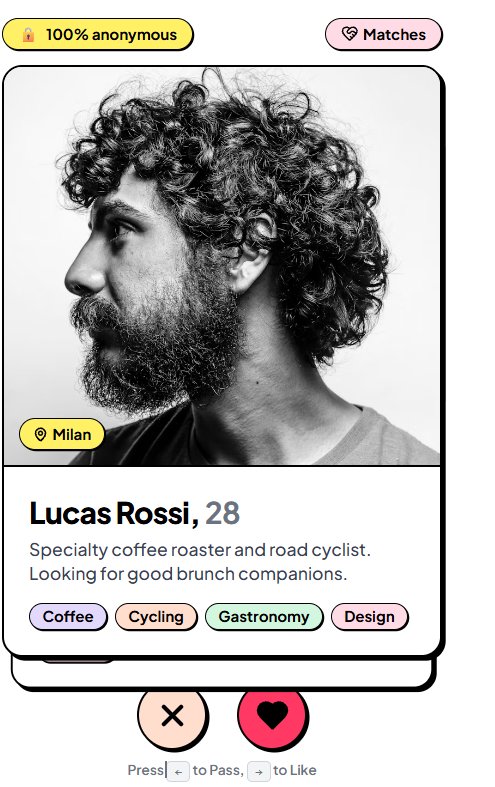 100% anonymous
Matches
Milan
Lucas Rossi, 28
Specialty coffee roaster and road cyclist.
Looking for good brunch companions.
Coffee Cycling Gastronomy Design
Press ← to Pass, → to Like